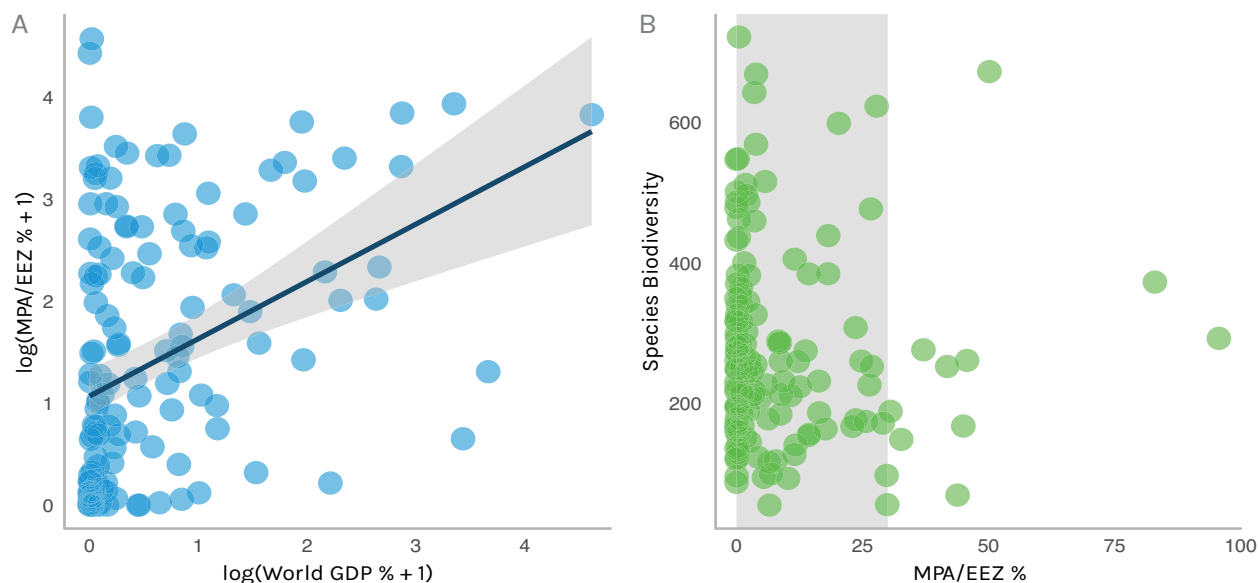 A
log(MPA/EEZ % + 1)
4
3
2
1
0
0 1 2 3 4
log(World GDP % + 1)
B
Species Biodiversity
600
400
200
0 25 50 75 100
MPA/EEZ %